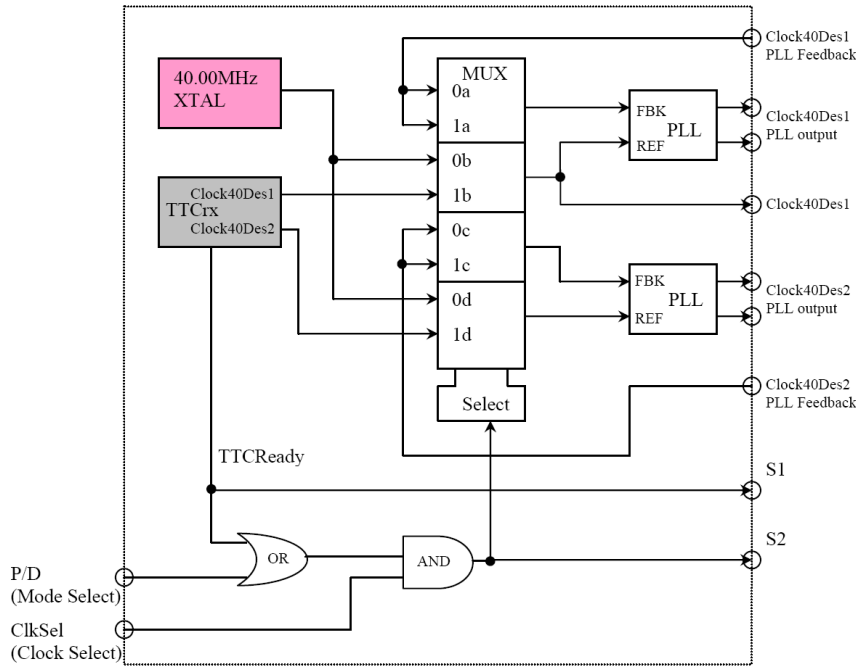 Clock40Des1
PLL Feedback
40.00MHz
XTAL
MUX
0a
1a
0b
1b
0c
1c
0d
1d
FBK
REF
PLL
Clock40Des1
PLL output
Clock40Des1
TTCrx
Clock40Des2
Clock40Des1
FBK
REF
PLL
Clock40Des2
PLL output
Select
Clock40Des2
PLL Feedback
TTCReady
S1
S2
OR
AND
P/D
(Mode Select)
ClkSel
(Clock Select)